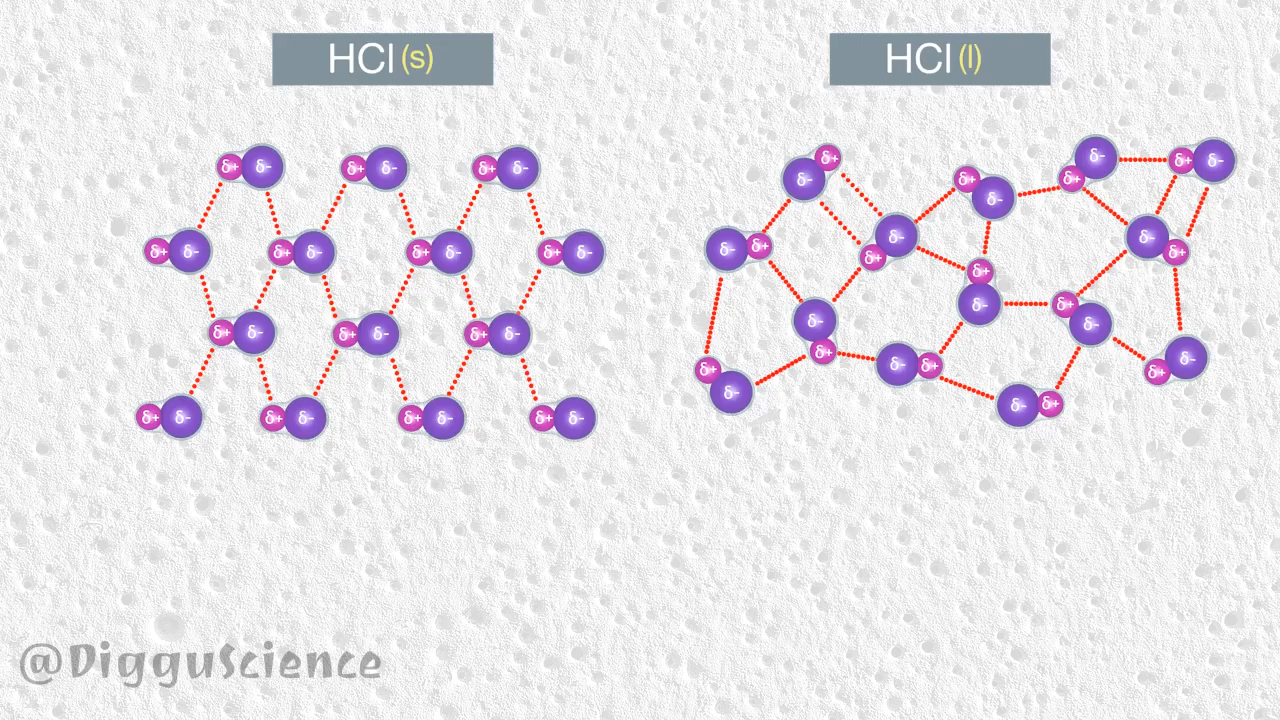 HCl (s)
δ+ δ- δ+ δ- δ+ δ-
δ+ δ- δ+ δ- δ+ δ- δ+ δ-
δ+ δ- δ+ δ- δ+ δ-
δ+ δ- δ+ δ- δ+ δ- δ+ δ-
HCl (l)
δ- δ+
δ+ δ-
δ+ δ-
δ+ δ-
δ- δ+
δ+ δ-
δ- δ+
δ+ δ-
δ- δ+
δ- δ+
δ+ δ-
δ+ δ-
δ+ δ-
δ- δ+
@DigguScience